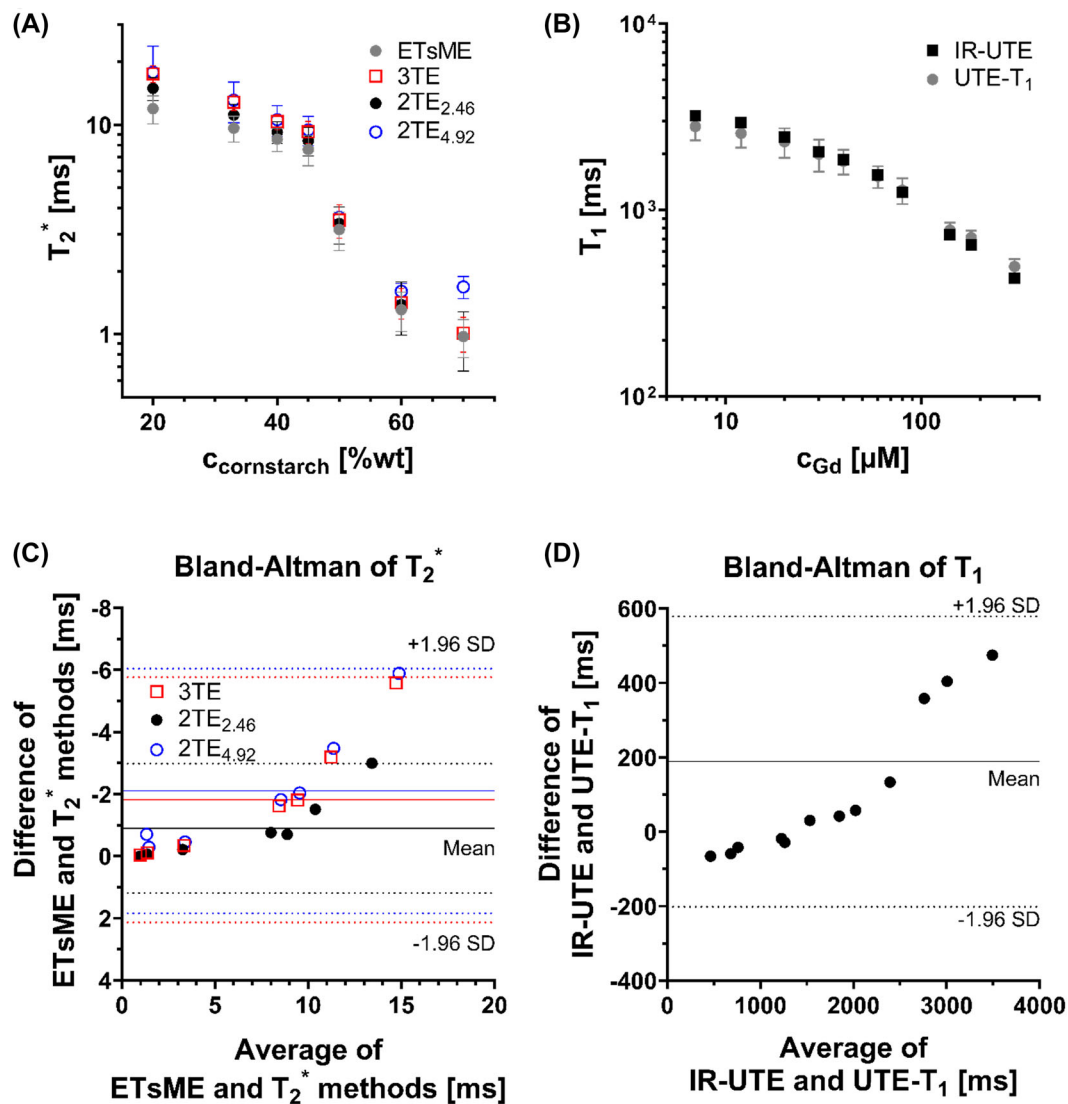 (A)
ETsME
3TE
2TE2.46
2TE4.92
T2* [ms]
10
1
20
40
60
ccornstarch [%wt]
(B)
IR-UTE
UTE-T1
T1 [ms]
10^4
10^3
10^2
10
100
cGd [µM]
(C)
Bland-Altman of T2*
Difference of
ETsME and T2* methods [ms]
-8
-6
-4
-2
0
2
4
+1.96 SD
3TE
2TE2.46
2TE4.92
Mean
-1.96 SD
0 5 10 15 20
Average of
ETsME and T2* methods [ms]
(D)
Bland-Altman of T1
Difference of
IR-UTE and UTE-T1 [ms]
600
400
200
0
-200
-400
+1.96 SD
Mean
-1.96 SD
0 1000 2000 3000 4000
Average of
IR-UTE and UTE-T1 [ms]